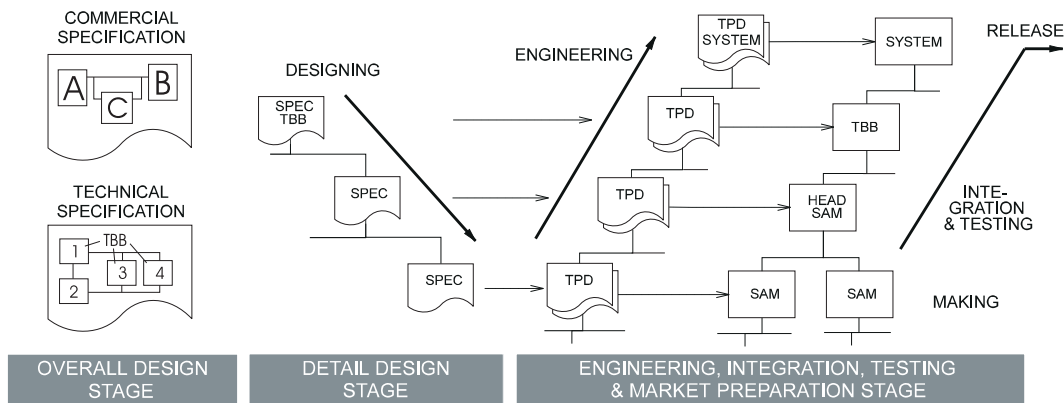 COMMERCIAL
SPECIFICATION
A
B
C
TECHNICAL
SPECIFICATION
1
TBB
3
4
2
DESIGNING
SPEC
TBB
SPEC
SPEC
ENGINEERING
TPD
SYSTEM
TPD
TPD
TPD
SYSTEM
TBB
HEAD
SAM
SAM
SAM
RELEASE
INTE-
GRATION
& TESTING
MAKING
OVERALL DESIGN
STAGE
DETAIL DESIGN
STAGE
ENGINEERING, INTEGRATION, TESTING
& MARKET PREPARATION STAGE